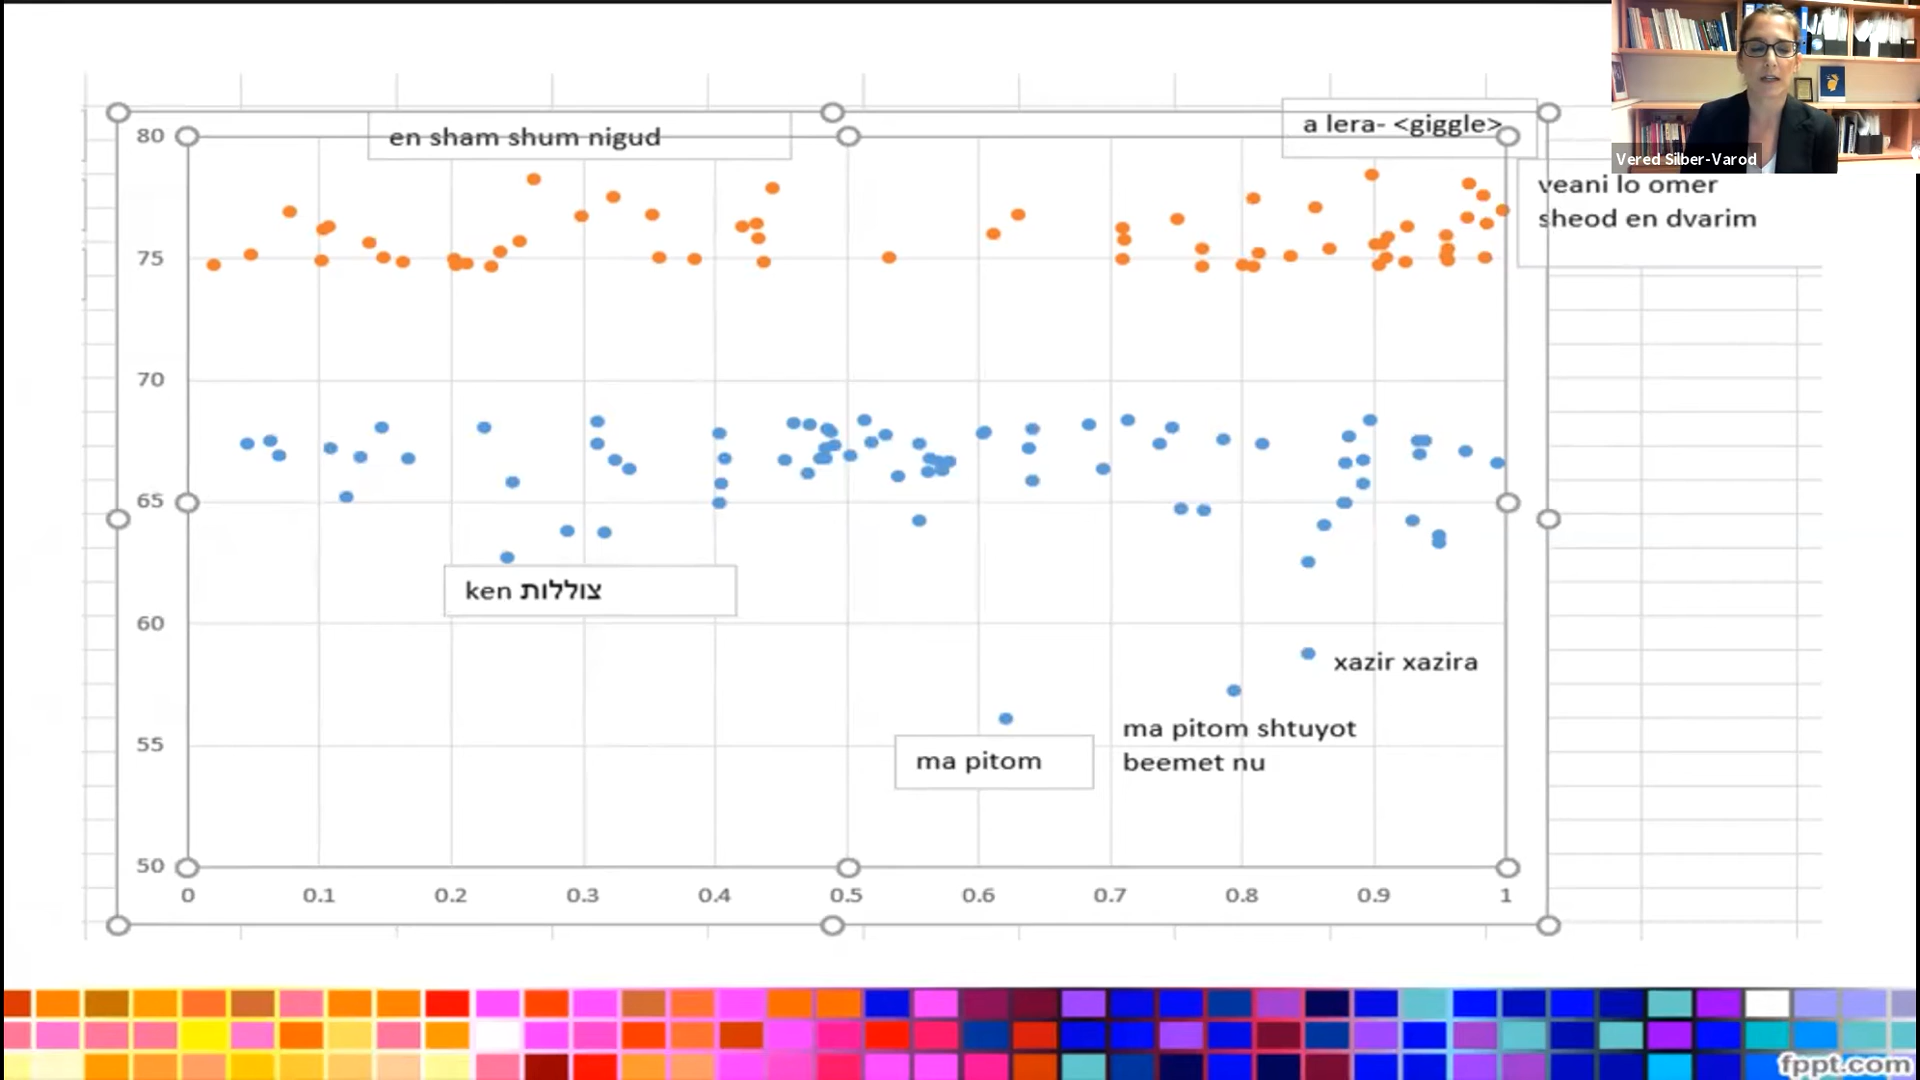 Vered Silber-Varod
en sham shum nigud
a lera- <giggle>
veani lo omer
sheod en dvarim
80
75
70
65
60
55
50
ken צוללות
xazir xazira
ma pitom
ma pitom shtuyot
beemet nu
0 0.1 0.2 0.3 0.4 0.5 0.6 0.7 0.8 0.9 1
fppt.com